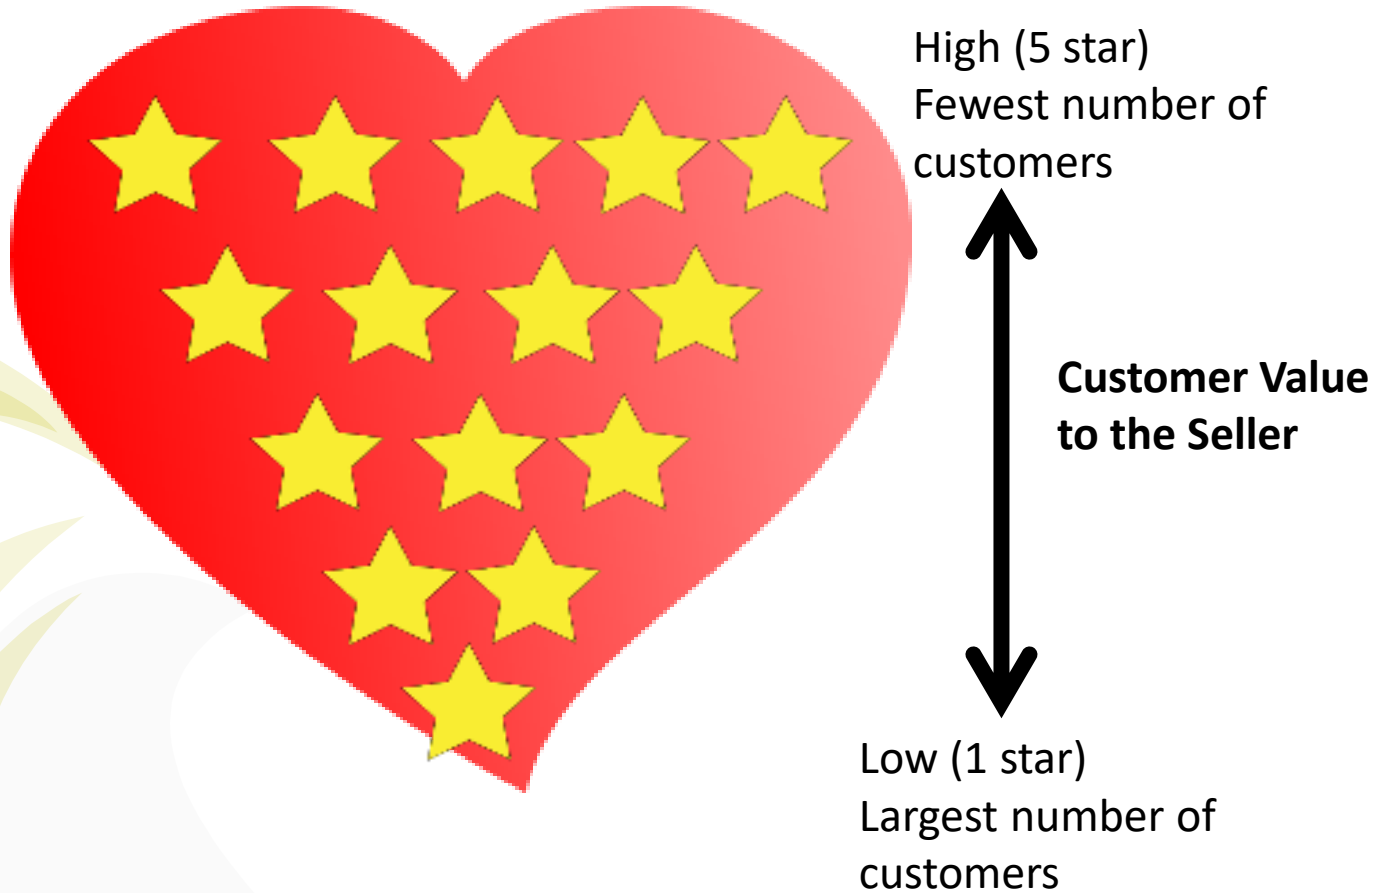 High (5 star)
Fewest number of
customers
Customer Value
to the Seller
Low (1 star)
Largest number of
customers